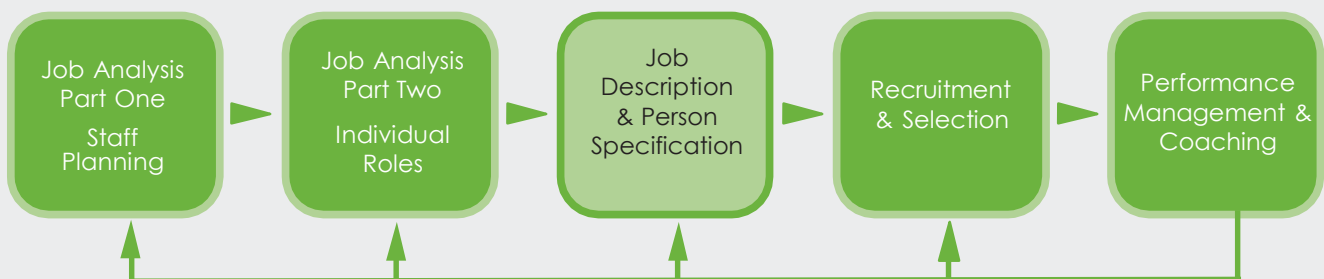 Job Analysis
Part One
Staff
Planning
Job Analysis
Part Two
Individual
Roles
Job
Description
& Person
Specification
Recruitment
& Selection
Performance
Management &
Coaching